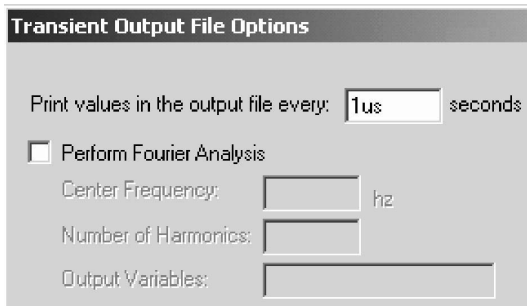 Transient Output File Options
Print values in the output file every: 1us seconds
Perform Fourier Analysis
Center Frequency: hz
Number of Harmonics:
Output Variables: